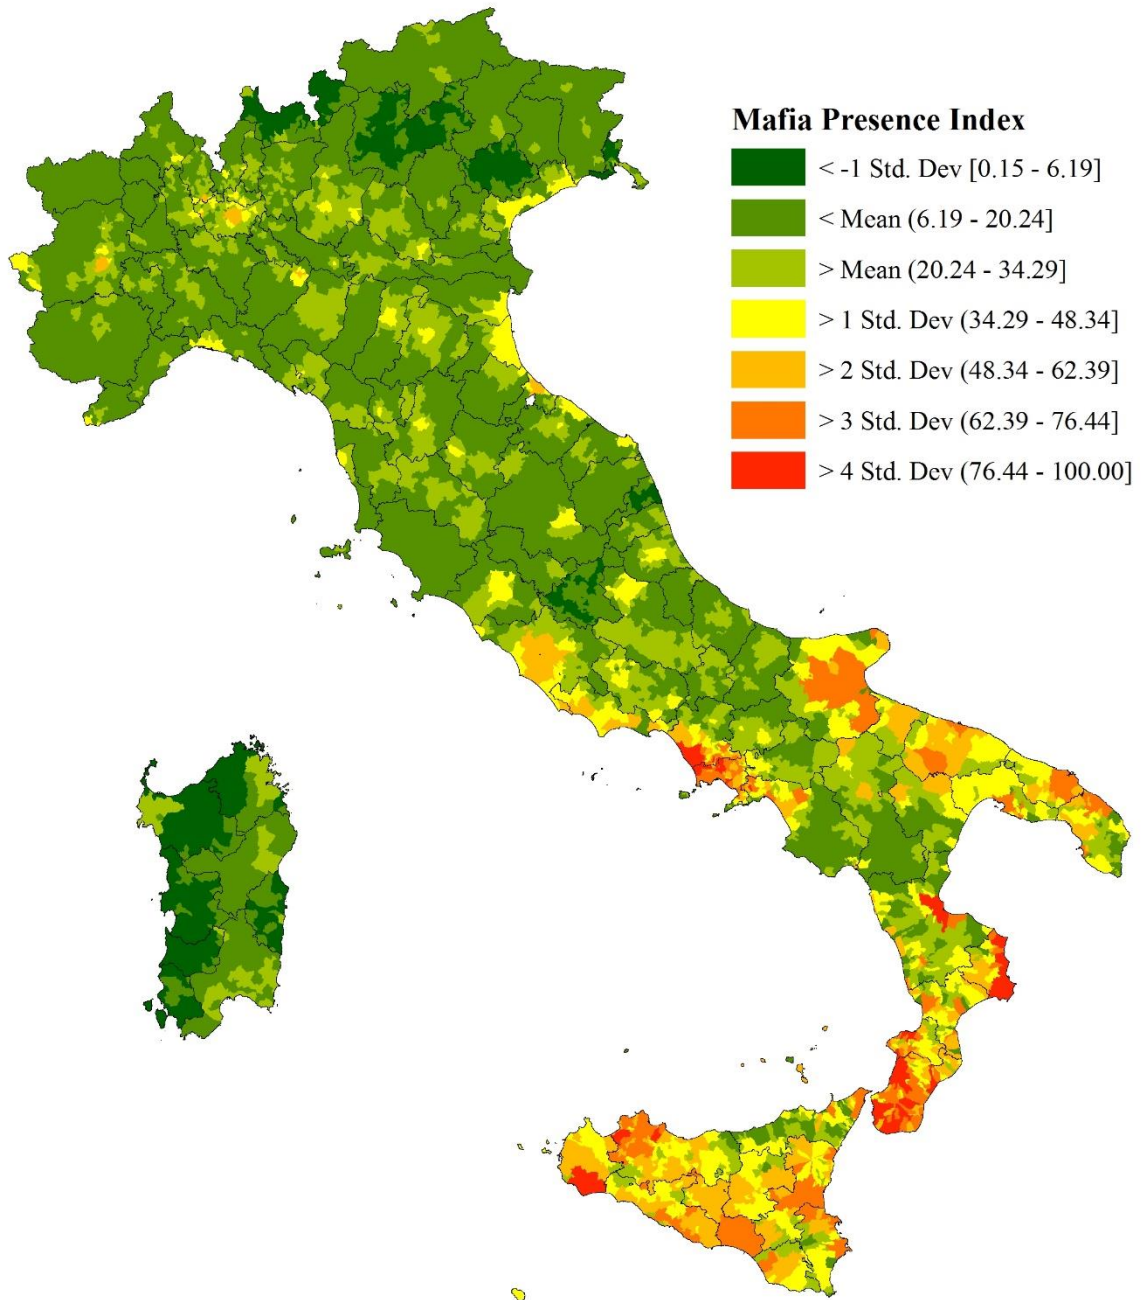 Mafia Presence Index
< -1 Std. Dev [0.15 - 6.19]
< Mean (6.19 - 20.24]
> Mean (20.24 - 34.29]
> 1 Std. Dev (34.29 - 48.34]
> 2 Std. Dev (48.34 - 62.39]
> 3 Std. Dev (62.39 - 76.44]
> 4 Std. Dev (76.44 - 100.00]